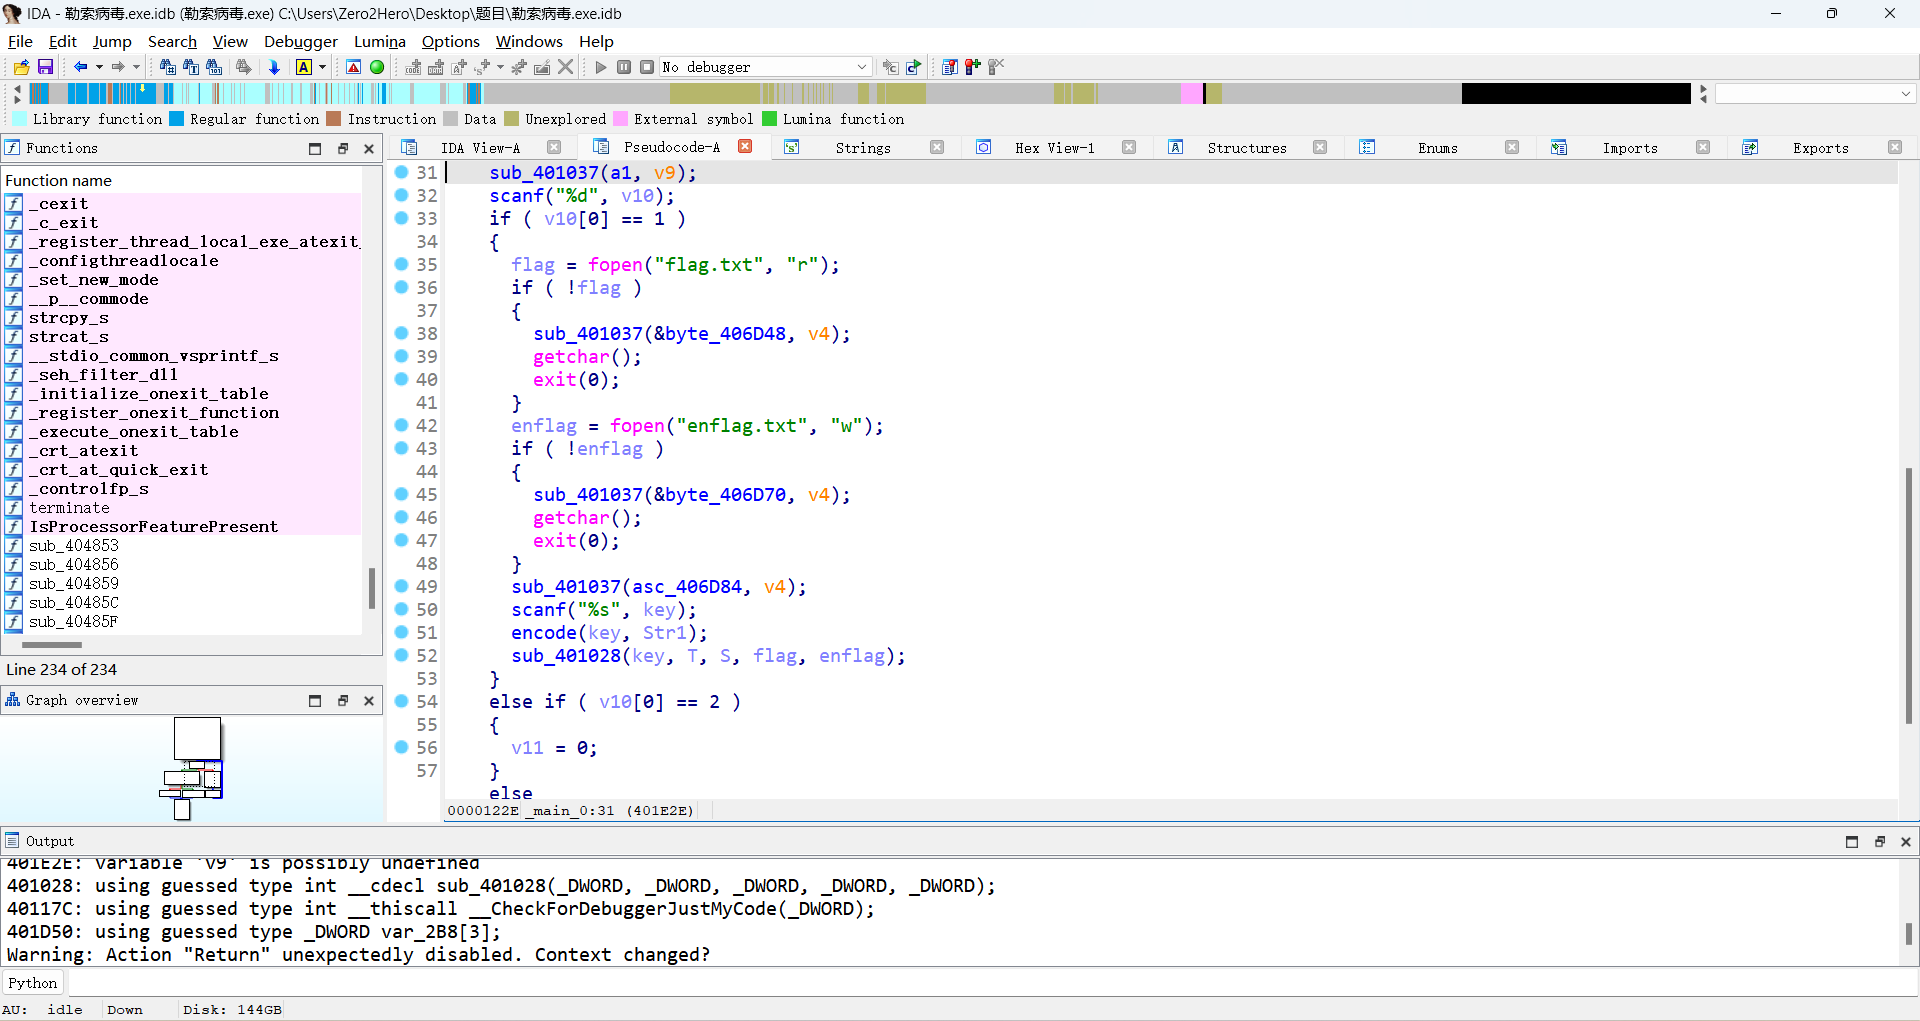 IDA - 勒索病毒.exe.idb (勒索病毒.exe) C:\Users\Zero2Hero\Desktop\题目\勒索病毒.exe.idb
File Edit Jump Search View Debugger Lumina Options Windows Help
No debugger
Library function Regular function Instruction Data Unexplored External symbol Lumina function
Functions
IDA View-A Pseudocode-A Strings Hex View-1 Structures Enums Imports Exports
Function name
_cexit
_c_exit
_register_thread_local_exe_atexit_
_configthreadlocale
_set_new_mode
__p__commode
strcpy_s
strcat_s
__stdio_common_vsprintf_s
_seh_filter_dll
_initialize_onexit_table
_register_onexit_function
_execute_onexit_table
_crt_atexit
_crt_at_quick_exit
_controlfp_s
terminate
IsProcessorFeaturePresent
sub_404853
sub_404856
sub_404859
sub_40485C
sub_40485F
Line 234 of 234
Graph overview
31 sub_401037(a1, v9);
32 scanf("%d", v10);
33 if ( v10[0] == 1 )
34 {
35 flag = fopen("flag.txt", "r");
36 if ( !flag )
37 {
38 sub_401037(&byte_406D48, v4);
39 getchar();
40 exit(0);
41 }
42 enflag = fopen("enflag.txt", "w");
43 if ( !enflag )
44 {
45 sub_401037(&byte_406D70, v4);
46 getchar();
47 exit(0);
48 }
49 sub_401037(asc_406D84, v4);
50 scanf("%s", key);
51 encode(key, Str1);
52 sub_401028(key, T, S, flag, enflag);
53 }
54 else if ( v10[0] == 2 )
55 {
56 v11 = 0;
57 }
else
0000122E _main_0:31 (401E2E)
Output
401E2E: variable 'v9' is possibly undefined
401028: using guessed type int __cdecl sub_401028(_DWORD, _DWORD, _DWORD, _DWORD, _DWORD);
40117C: using guessed type int __thiscall __CheckForDebuggerJustMyCode(_DWORD);
401D50: using guessed type _DWORD var_2B8[3];
Warning: Action "Return" unexpectedly disabled. Context changed?
Python
AU: idle Down Disk: 144GB